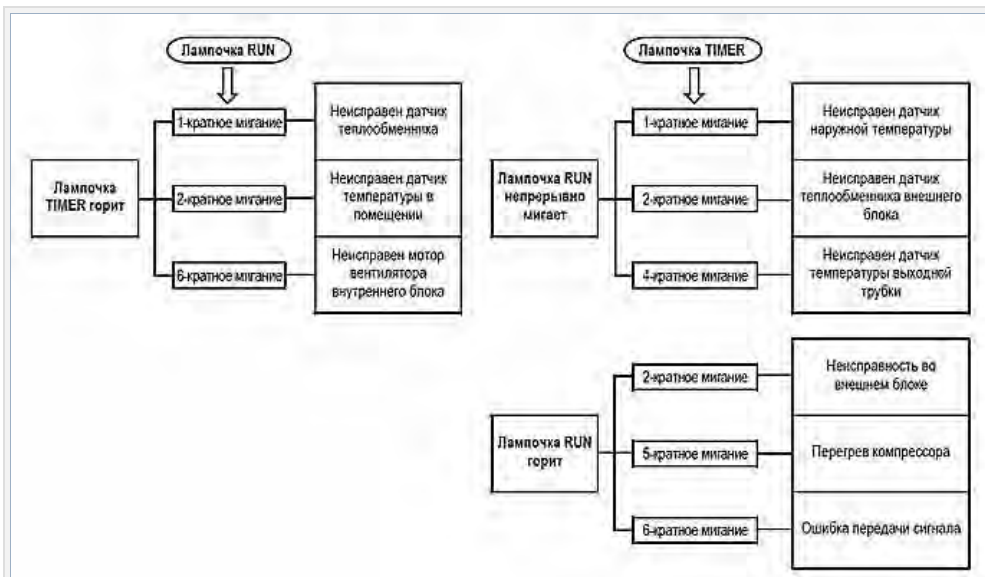 Лампочка RUN
Лампочка
TIMER горит
1-кратное мигание
Неисправен датчик
теплообменника
2-кратное мигание
Неисправен датчик
температуры в
помещении
6-кратное мигание
Неисправен мотор
вентилятора
внутреннего блока
Лампочка TIMER
Лампочка RUN
непрерывно
мигает
1-кратное мигание
Неисправен датчик
наружной температуры
2-кратное мигание
Неисправен датчик
теплообменника внешнего
блока
4-кратное мигание
Неисправен датчик
температуры выходной
трубки
Лампочка RUN
горит
2-кратное мигание
Неисправность во
внешнем блоке
5-кратное мигание
Перегрев компрессора
6-кратное мигание
Ошибка передачи сигнала